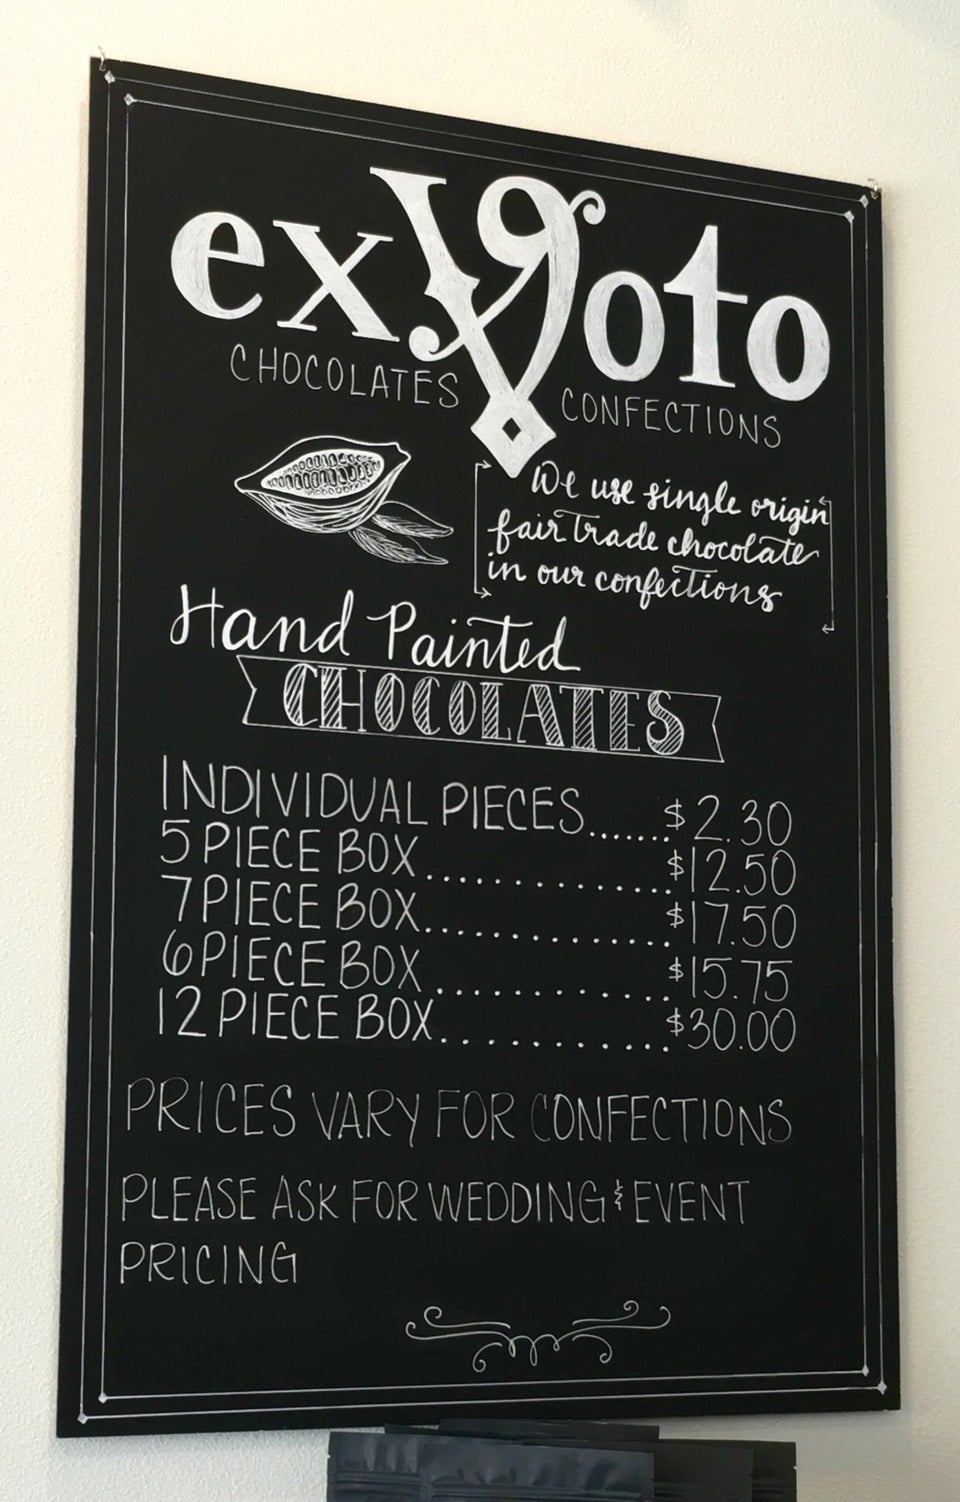 exVoto
CHOCOLATES CONFECTIONS
We use single origin
fair trade chocolate
in our confections
Hand Painted
CHOCOLATES
INDIVIDUAL PIECES.......$2.30
5 PIECE BOX..............$12.50
7 PIECE BOX..............$17.50
6 PIECE BOX..............$15.75
12 PIECE BOX.............$30.00
PRICES VARY FOR CONFECTIONS
PLEASE ASK FOR WEDDING & EVENT
PRICING